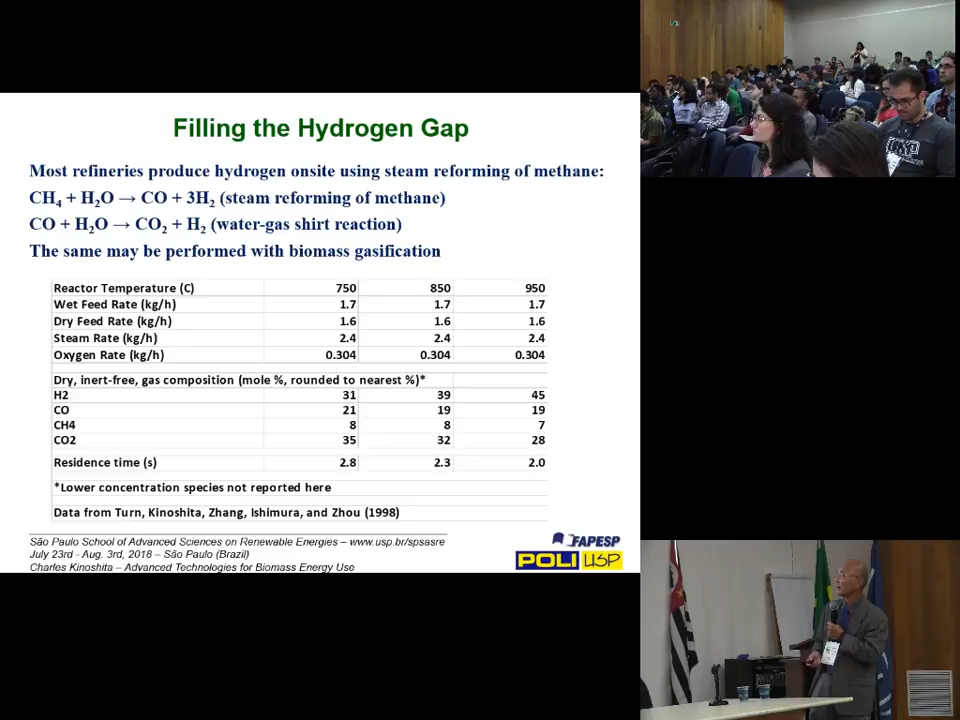 Filling the Hydrogen Gap
Most refineries produce hydrogen onsite using steam reforming of methane:
CH4 + H2O → CO + 3H2 (steam reforming of methane)
CO + H2O → CO2 + H2 (water-gas shirt reaction)
The same may be performed with biomass gasification
Reactor Temperature (C) 750 850 950
Wet Feed Rate (kg/h) 1.7 1.7 1.7
Dry Feed Rate (kg/h) 1.6 1.6 1.6
Steam Rate (kg/h) 2.4 2.4 2.4
Oxygen Rate (kg/h) 0.304 0.304 0.304
Dry, inert-free, gas composition (mole %, rounded to nearest %)*
H2 31 39 45
CO 21 19 19
CH4 8 8 7
CO2 35 32 28
Residence time (s) 2.8 2.3 2.0
*Lower concentration species not reported here
Data from Turn, Kinoshita, Zhang, Ishimura, and Zhou (1998)
São Paulo School of Advanced Sciences on Renewable Energies – www.usp.br/spsasre
July 23rd - Aug. 3rd, 2018 – São Paulo (Brazil)
Charles Kinoshita – Advanced Technologies for Biomass Energy Use
FAPESP
POLI USP